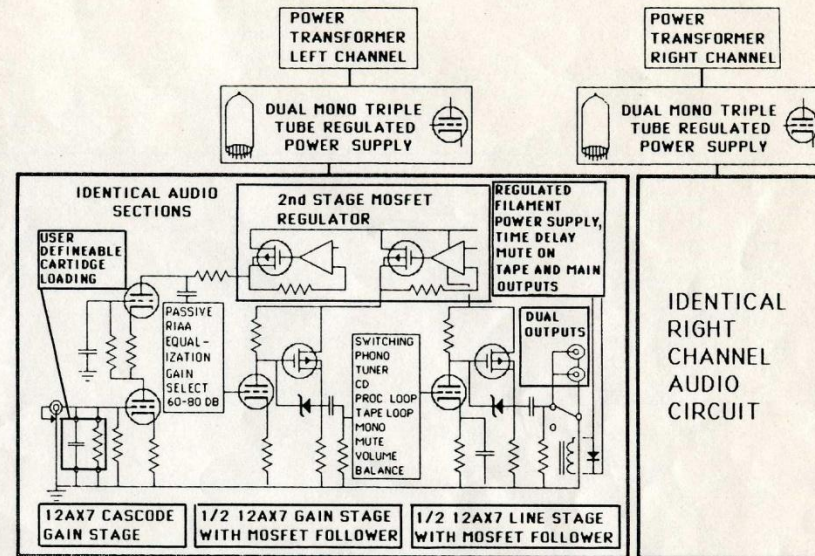 POWER
TRANSFORMER
LEFT CHANNEL
POWER
TRANSFORMER
RIGHT CHANNEL
DUAL MONO TRIPLE
TUBE REGULATED
POWER SUPPLY
DUAL MONO TRIPLE
TUBE REGULATED
POWER SUPPLY
IDENTICAL AUDIO
SECTIONS
2nd STAGE MOSFET
REGULATOR
REGULATED
FILAMENT
POWER SUPPLY,
TIME DELAY
MUTE ON
TAPE AND MAIN
OUTPUTS
USER
DEFINEABLE
CARTIDGE
LOADING
PASSIVE
RIAA
EQUAL-
IZATION
GAIN
SELECT
60-80 DB
SWITCHING
PHONO
TUNER
CD
PROC LOOP
TAPE LOOP
MONO
MUTE
VOLUME
BALANCE
DUAL
OUTPUTS
IDENTICAL
RIGHT
CHANNEL
AUDIO
CIRCUIT
12AX7 CASCODE
GAIN STAGE
1/2 12AX7 GAIN STAGE
WITH MOSFET FOLLOWER
1/2 12AX7 LINE STAGE
WITH MOSFET FOLLOWER